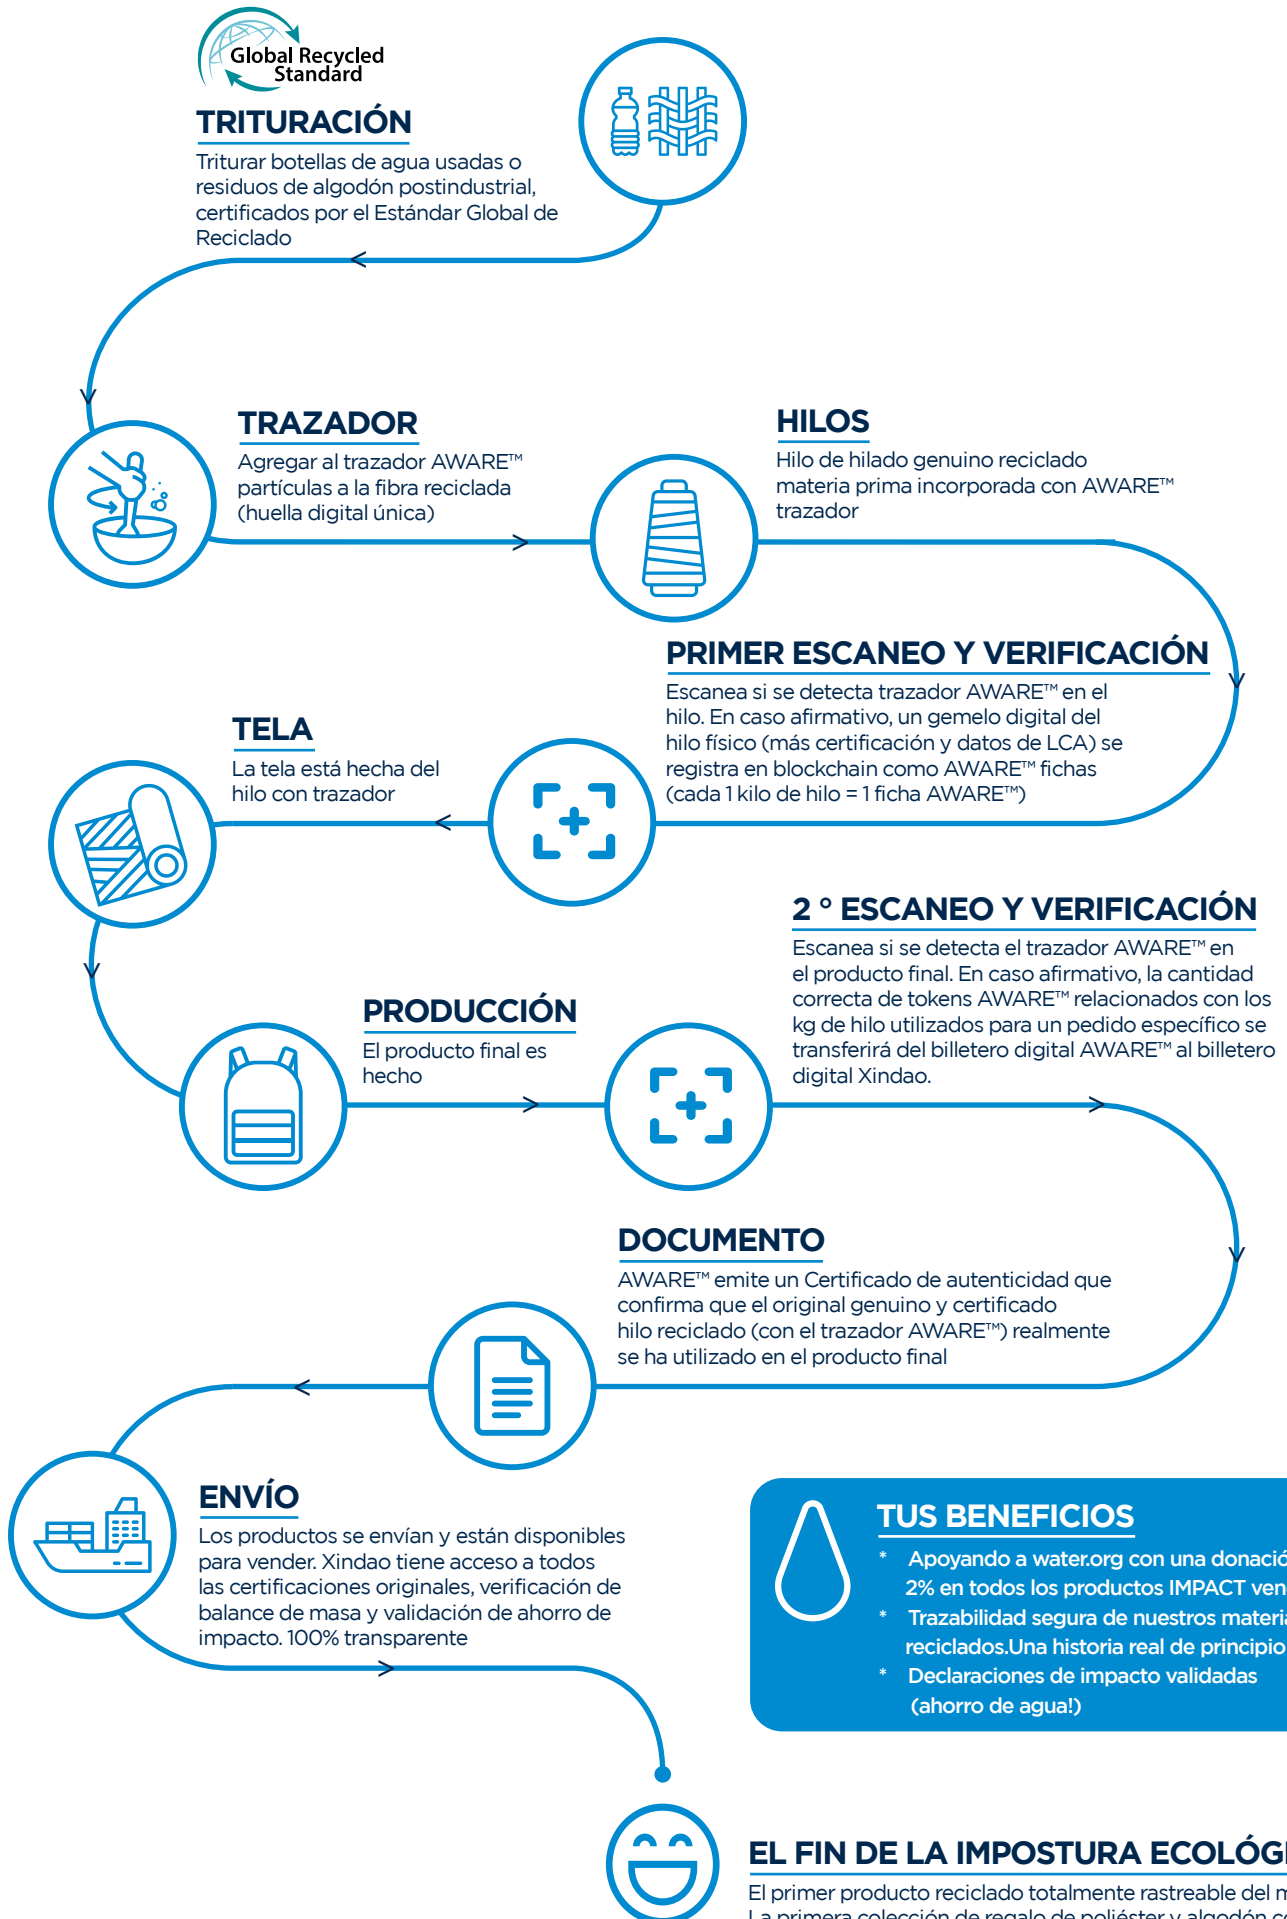 Global Recycled
Standard
TRITURACIÓN
Triturar botellas de agua usadas o
residuos de algodón postindustrial,
certificados por el Estándar Global de
Reciclado
TRAZADOR
Agregar al trazador AWARE™
partículas a la fibra reciclada
(huella digital única)
HILOS
Hilo de hilado genuino reciclado
materia prima incorporada con AWARE™
trazador
PRIMER ESCANEO Y VERIFICACIÓN
Escanea si se detecta trazador AWARE™ en el
hilo. En caso afirmativo, un gemelo digital del
hilo físico (más certificación y datos de LCA) se
registra en blockchain como AWARE™ fichas
(cada 1 kilo de hilo = 1 ficha AWARE™)
TELA
La tela está hecha del
hilo con trazador
PRODUCCIÓN
El producto final es
hecho
2 ° ESCANEO Y VERIFICACIÓN
Escanea si se detecta el trazador AWARE™ en
el producto final. En caso afirmativo, la cantidad
correcta de tokens AWARE™ relacionados con los
kg de hilo utilizados para un pedido específico se
transferirá del billetero digital AWARE™ al billetero
digital Xindao.
DOCUMENTO
AWARE™ emite un Certificado de autenticidad que
confirma que el original genuino y certificado
hilo reciclado (con el trazador AWARE™) realmente
se ha utilizado en el producto final
ENVÍO
Los productos se envían y están disponibles
para vender. Xindao tiene acceso a todos
las certificaciones originales, verificación de
balance de masa y validación de ahorro de
impacto. 100% transparente
TUS BENEFICIOS
* Apoyando a water.org con una
2% en todos los productos IMPACT
* Trazabilidad segura de nuestros
reciclados.Una historia real de principio
* Declaraciones de impacto validadas
(ahorro de agua!)
EL FIN DE LA IMPOSTURA
El primer producto reciclado totalmente rastreable del
La primera colección de regalo de poliéster y algodón